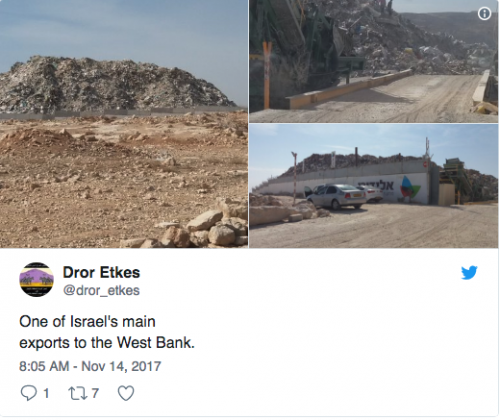 Dror Etkes
@dror_etkes
One of Israel's main
exports to the West Bank.
8:05 AM - Nov 14, 2017
1
7